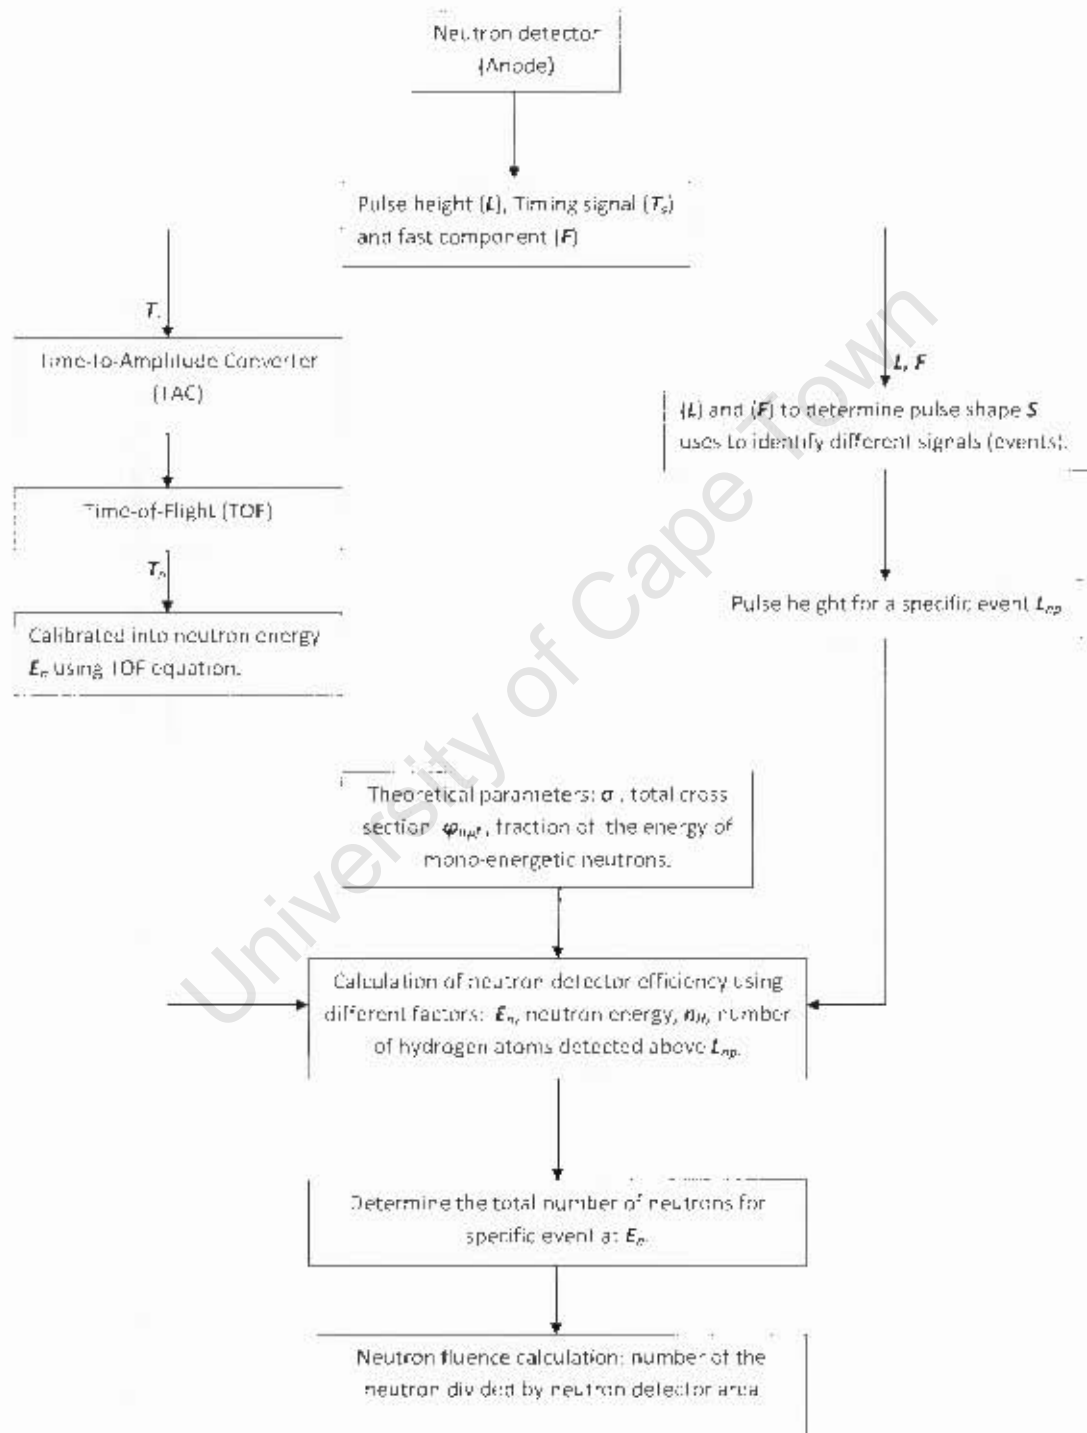 Neutron detector
(Anode)
Pulse height (L), Timing signal (Ts)
and fast component (F)
T
Time-to-Amplitude Converter
(TAC)
L, F
(L) and (F) to determine pulse shape S
uses to identify different signals (events).
Time-of-Flight (TOF)
Tn
Pulse height for a specific event Lnp
Calibrated into neutron energy
En using TOF equation.
Theoretical parameters: σ , total cross
section, fraction of the energy of
mono-energetic neutrons.
Calculation of neutron detector efficiency using
different factors: En, neutron energy, nH, number
of hydrogen atoms detected above Lnp.
Determine the total number of neutrons for
specific event at En.
Neutron fluence calculation: number of the
neutron divided by neutron detector area
University of Cape Town